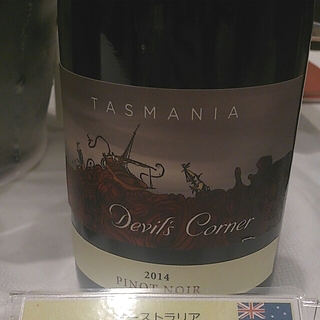 TASMANIA
Devil's Corner
2014
PINOT NOIR
ーストラリア